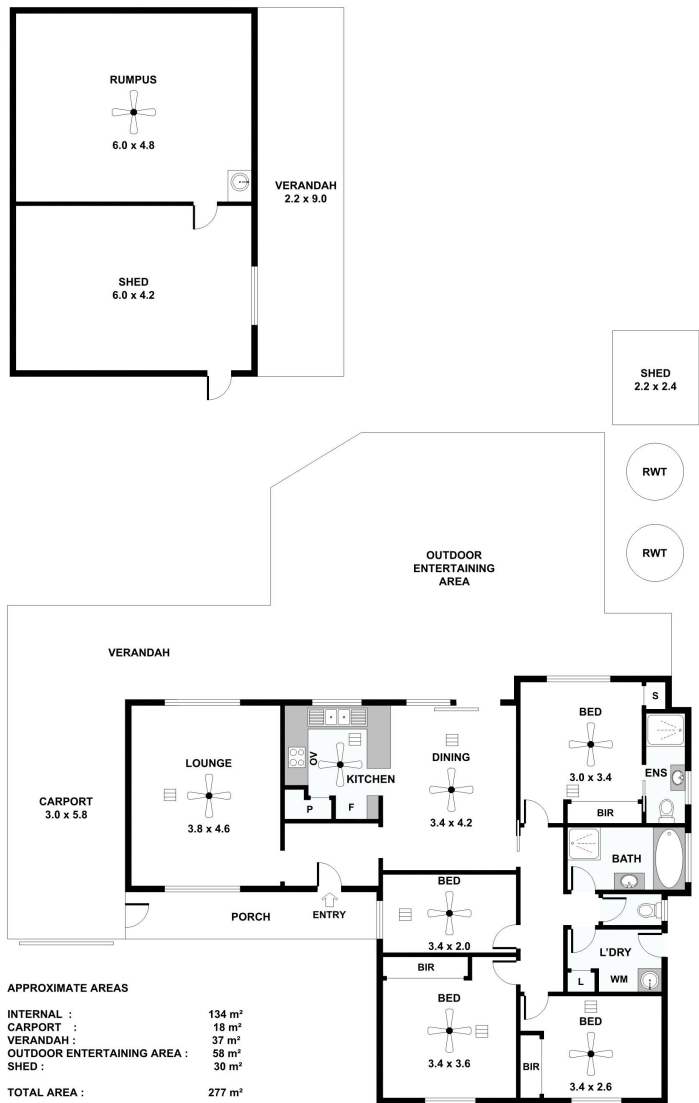 RUMPUS
6.0 x 4.8
VERANDAH
2.2 x 9.0
SHED
6.0 x 4.2
SHED
2.2 x 2.4
RWT
RWT
OUTDOOR
ENTERTAINING
AREA
VERANDAH
CARPORT
3.0 x 5.8
LOUNGE
3.8 x 4.6
OV
KITCHEN
P
F
DINING
3.4 x 4.2
BED
3.0 x 3.4
S
ENS
BIR
BATH
PORCH
ENTRY
BED
3.4 x 2.0
L'DRY
L
WM
BIR
BED
3.4 x 3.6
BED
BIR
3.4 x 2.6
APPROXIMATE AREAS
INTERNAL : 134 m²
CARPORT : 18 m²
VERANDAH : 37 m²
OUTDOOR ENTERTAINING AREA : 58 m²
SHED : 30 m²
TOTAL AREA : 277 m²